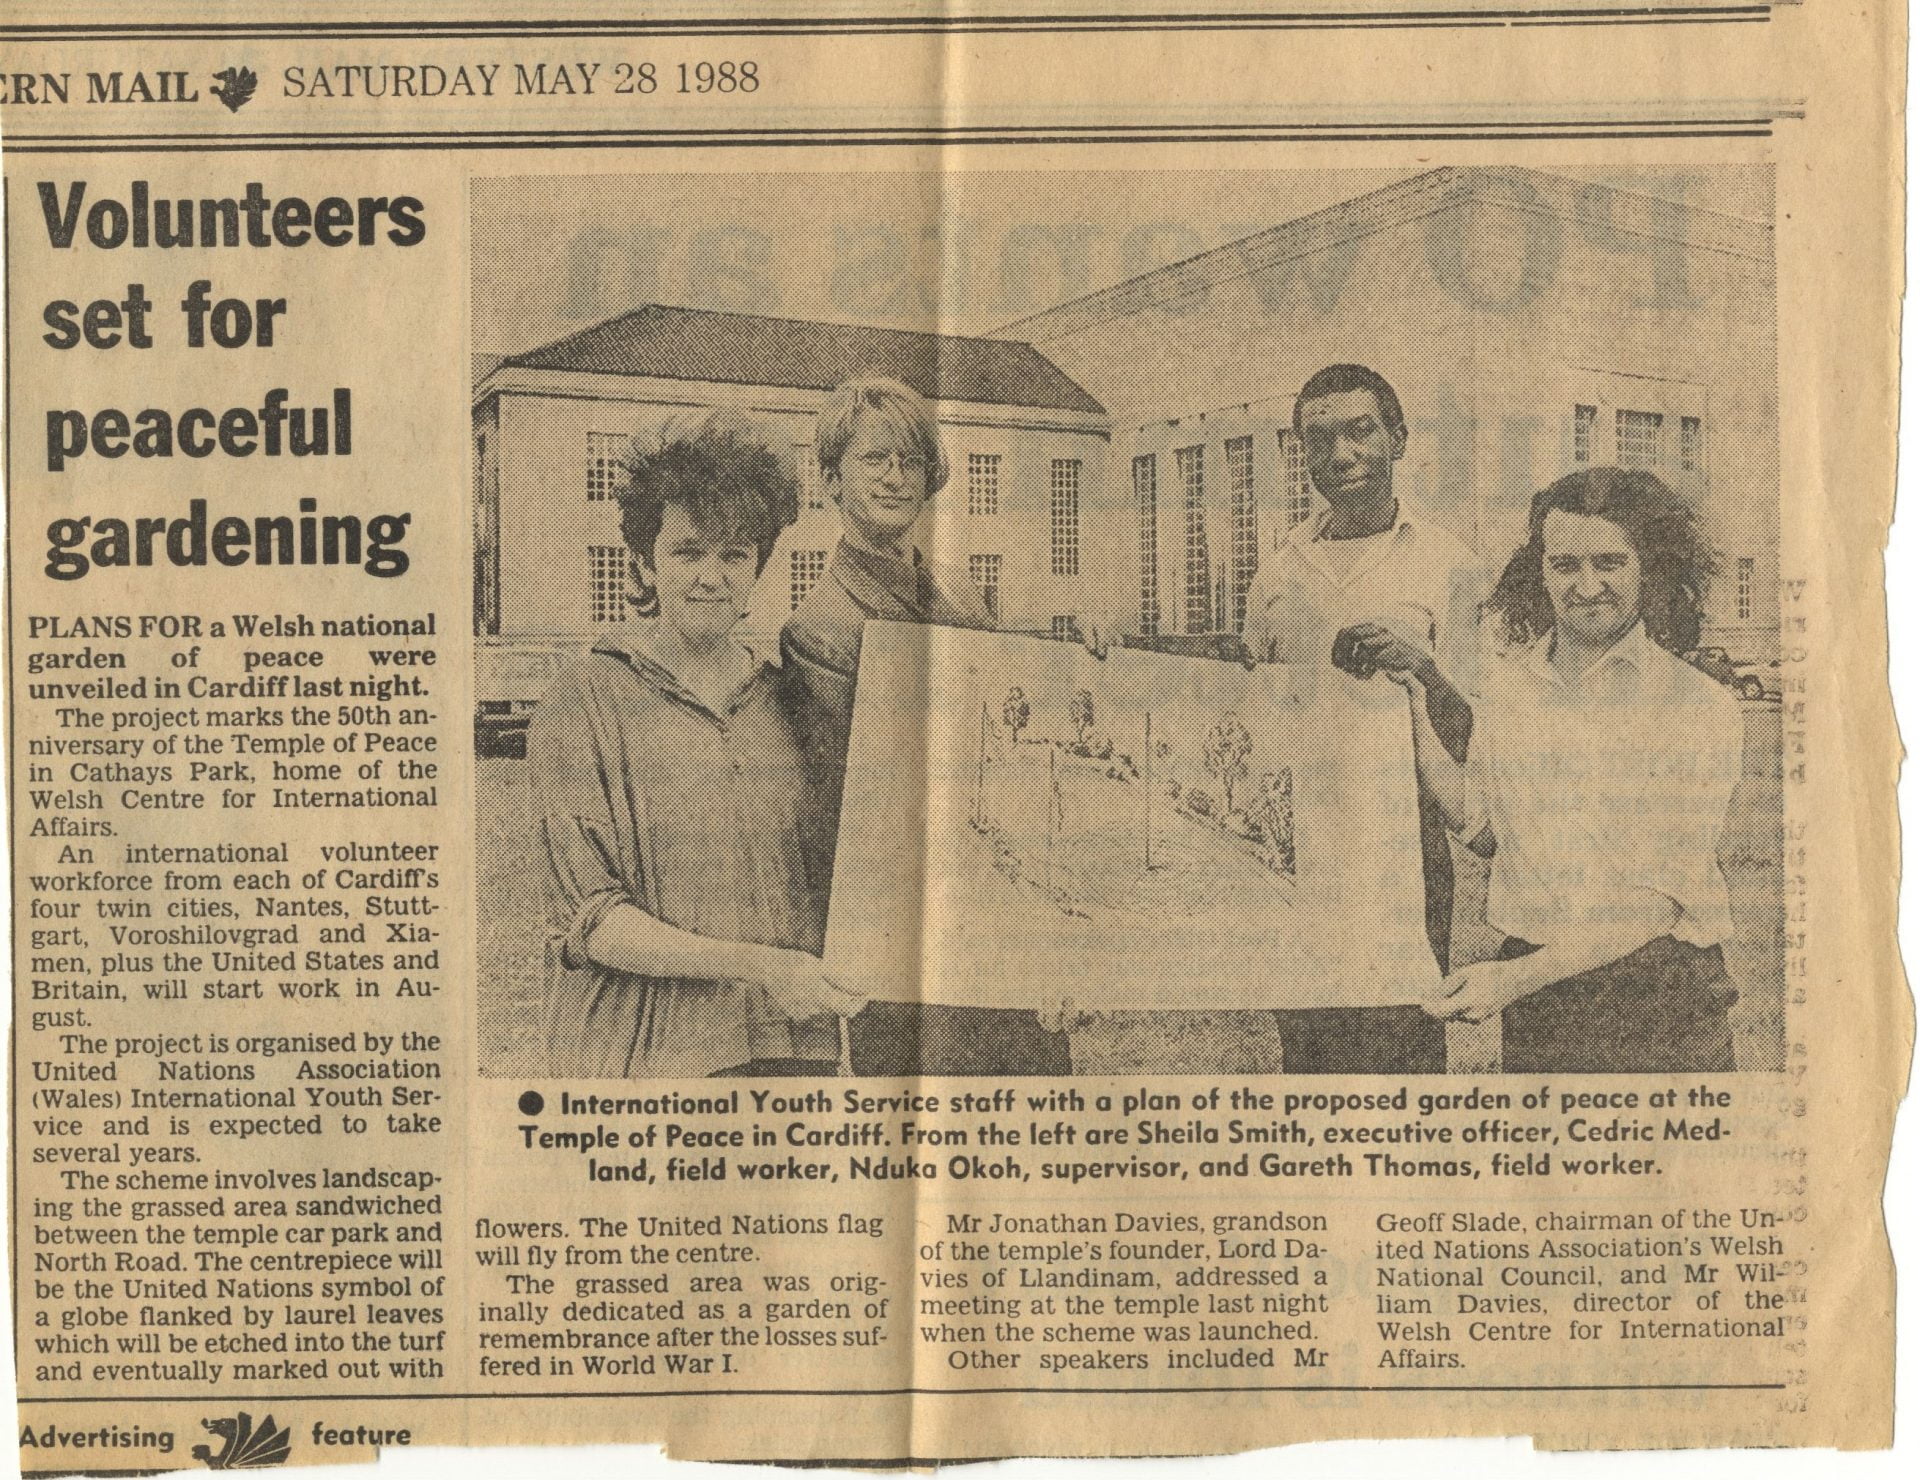 ERN MAIL SATURDAY MAY 28 1988
Volunteers
set for
peaceful
gardening
PLANS FOR a Welsh national
garden of peace were
unveiled in Cardiff last night.
The project marks the 50th an-
niversary of the Temple of Peace
in Cathays Park, home of the
Welsh Centre for International
Affairs.
An international volunteer
workforce from each of Cardiff's
four twin cities, Nantes, Stutt-
gart, Voroshilovgrad and Xia-
men, plus the United States and
Britain, will start work in Au-
gust.
The project is organised by the
United Nations Association
(Wales) International Youth Ser-
vice and is expected to take
several years.
The scheme involves landscap-
ing the grassed area sandwiched
between the temple car park and
North Road. The centrepiece will
be the United Nations symbol of
a globe flanked by laurel leaves
which will be etched into the turf
and eventually marked out with
● International Youth Service staff with a plan of the proposed garden of peace at the
Temple of Peace in Cardiff. From the left are Sheila Smith, executive officer, Cedric Med-
land, field worker, Nduka Okoh, supervisor, and Gareth Thomas, field worker.
flowers. The United Nations flag
will fly from the centre.
The grassed area was orig-
inally dedicated as a garden of
remembrance after the losses suf-
fered in World War I.
Mr Jonathan Davies, grandson
of the temple's founder, Lord Da-
vies of Llandinam, addressed a
meeting at the temple last night
when the scheme was launched.
Other speakers included Mr
Geoff Slade, chairman of the Un-
ited Nations Association's Welsh
National Council, and Mr Wil-
liam Davies, director of the
Welsh Centre for International
Affairs.
Advertising feature